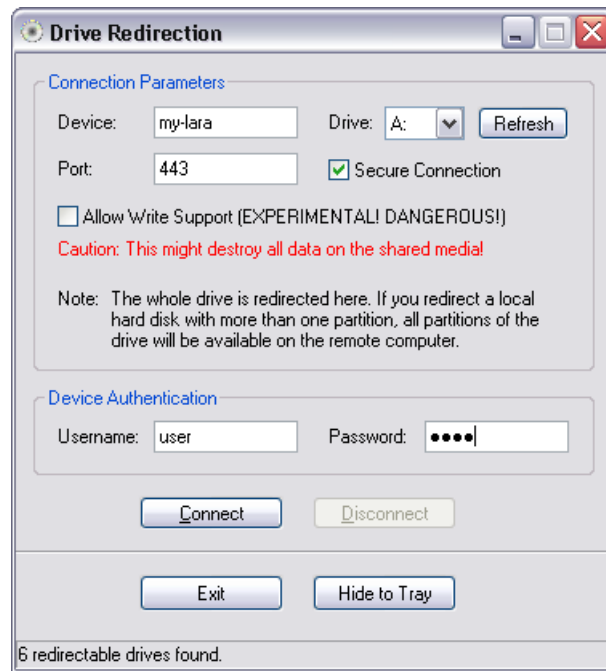 Drive Redirection
Connection Parameters
Device: my-lara Drive: A: Refresh
Port: 443 Secure Connection
Allow Write Support (EXPERIMENTAL! DANGEROUS!)
Caution: This might destroy all data on the shared media!
Note: The whole drive is redirected here. If you redirect a local
hard disk with more than one partition, all partitions of the
drive will be available on the remote computer.
Device Authentication
Username: user Password: ●●●●
Connect Disconnect
Exit Hide to Tray
6 redirectable drives found.